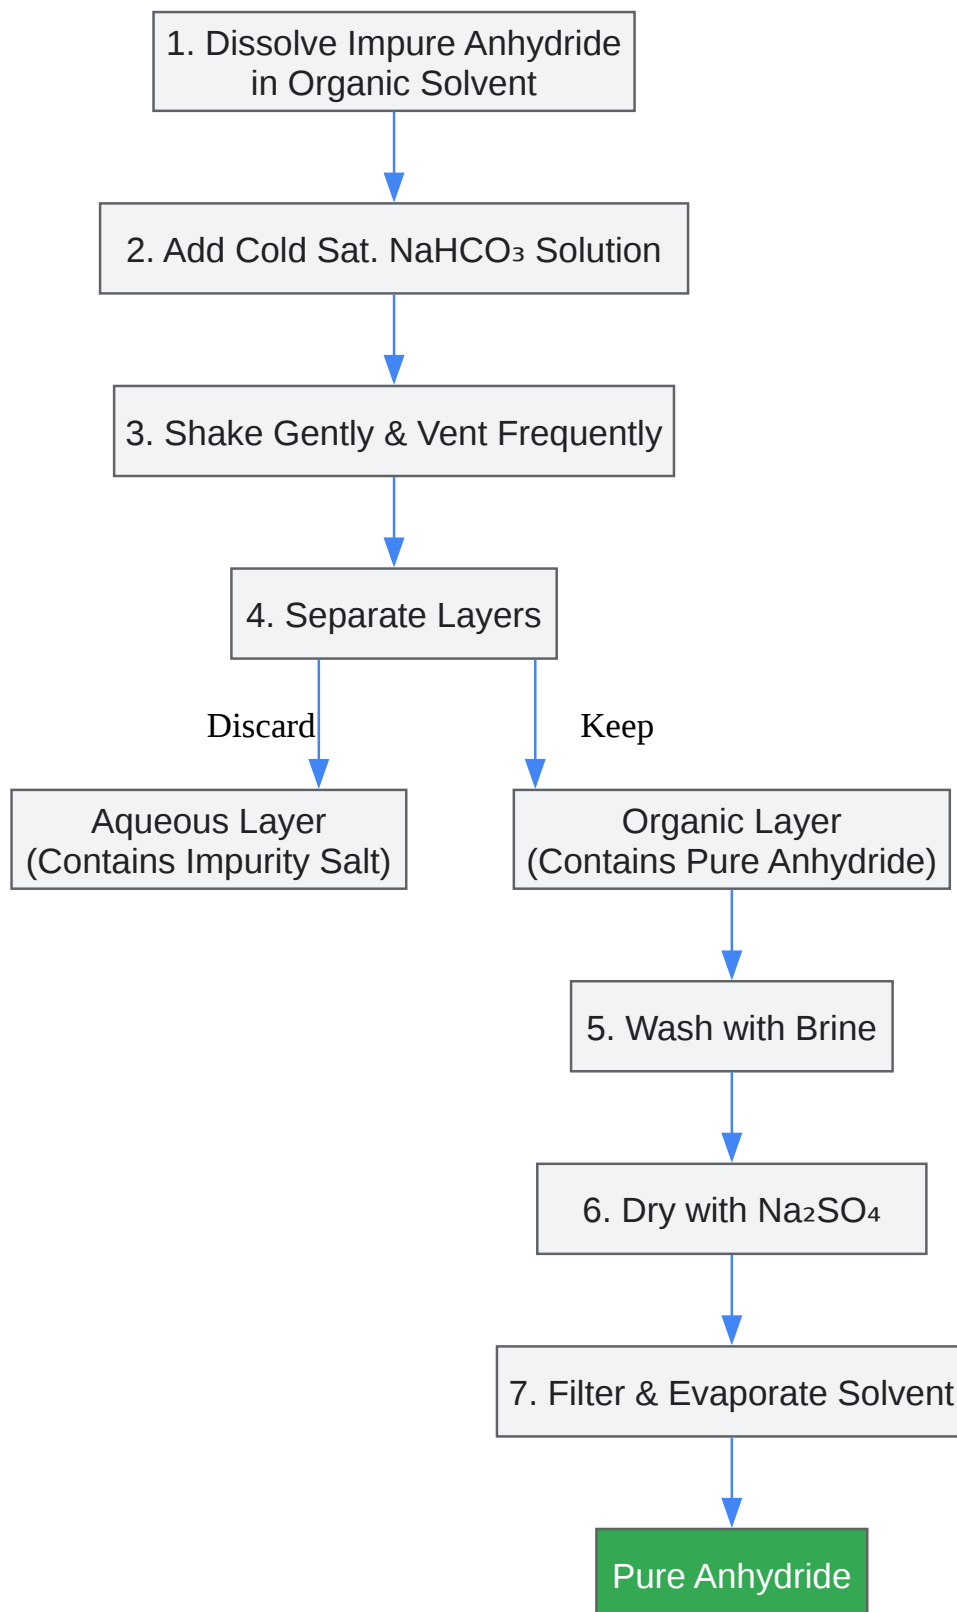 1. Dissolve Impure Anhydride
in Organic Solvent
2. Add Cold Sat. NaHCO₃ Solution
3. Shake Gently & Vent Frequently
4. Separate Layers
Discard
Keep
Aqueous Layer
(Contains Impurity Salt)
Organic Layer
(Contains Pure Anhydride)
5. Wash with Brine
6. Dry with Na₂SO₄
7. Filter & Evaporate Solvent
Pure Anhydride